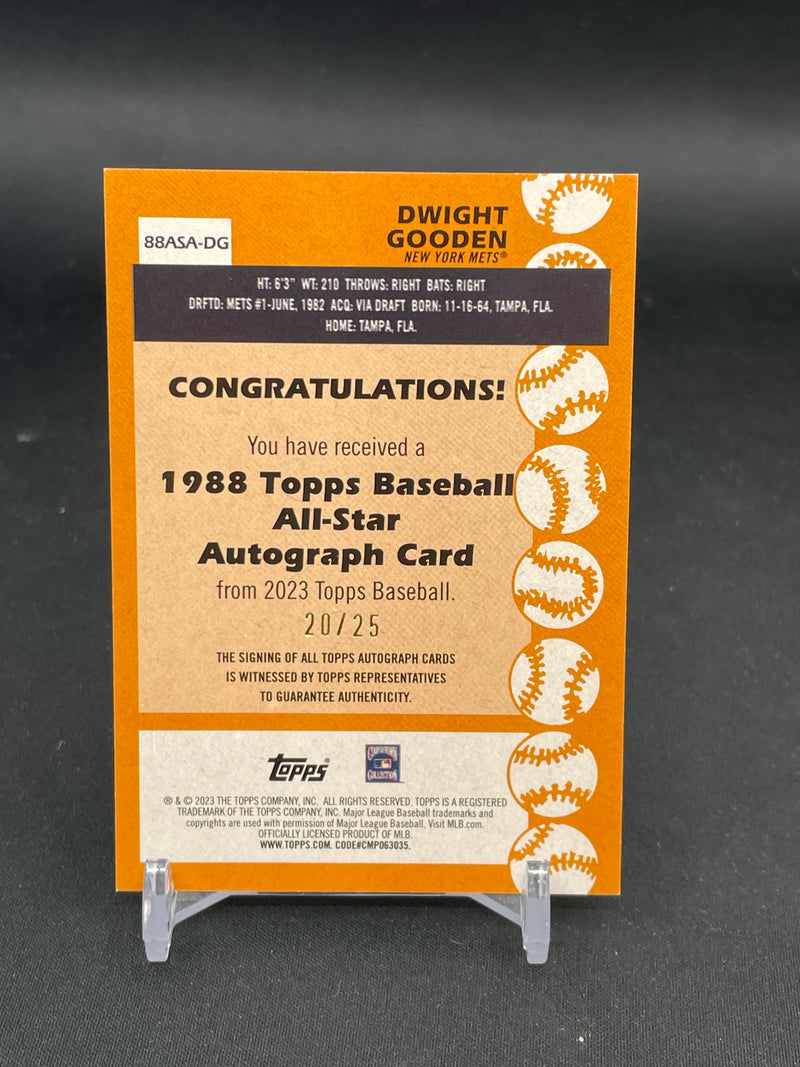 88ASA-DG
DWIGHT
GOODEN
NEW YORK METS®
HT: 6'3" WT: 210 THROWS: RIGHT BATS: RIGHT
DRFTD: METS #1-JUNE, 1982 ACQ: VIA DRAFT BORN: 11-16-64, TAMPA, FLA.
HOME: TAMPA, FLA.
CONGRATULATIONS!
You have received a
1988 Topps Baseball
All-Star
Autograph Card
from 2023 Topps Baseball.
20/25
THE SIGNING OF ALL TOPPS AUTOGRAPH CARDS
IS WITNESSED BY TOPPS REPRESENTATIVES
TO GUARANTEE AUTHENTICITY.
topps®
COOPERSTOWN
COLLECTION
® & © 2023 THE TOPPS COMPANY, INC. ALL RIGHTS RESERVED. TOPPS IS A REGISTERED
TRADEMARK OF THE TOPPS COMPANY, INC. Major League Baseball trademarks and
copyrights are used with permission of Major League Baseball. Visit MLB.com.
OFFICIALLY LICENSED PRODUCT OF MLB.
WWW.TOPPS.COM. CODE#CMP063035.